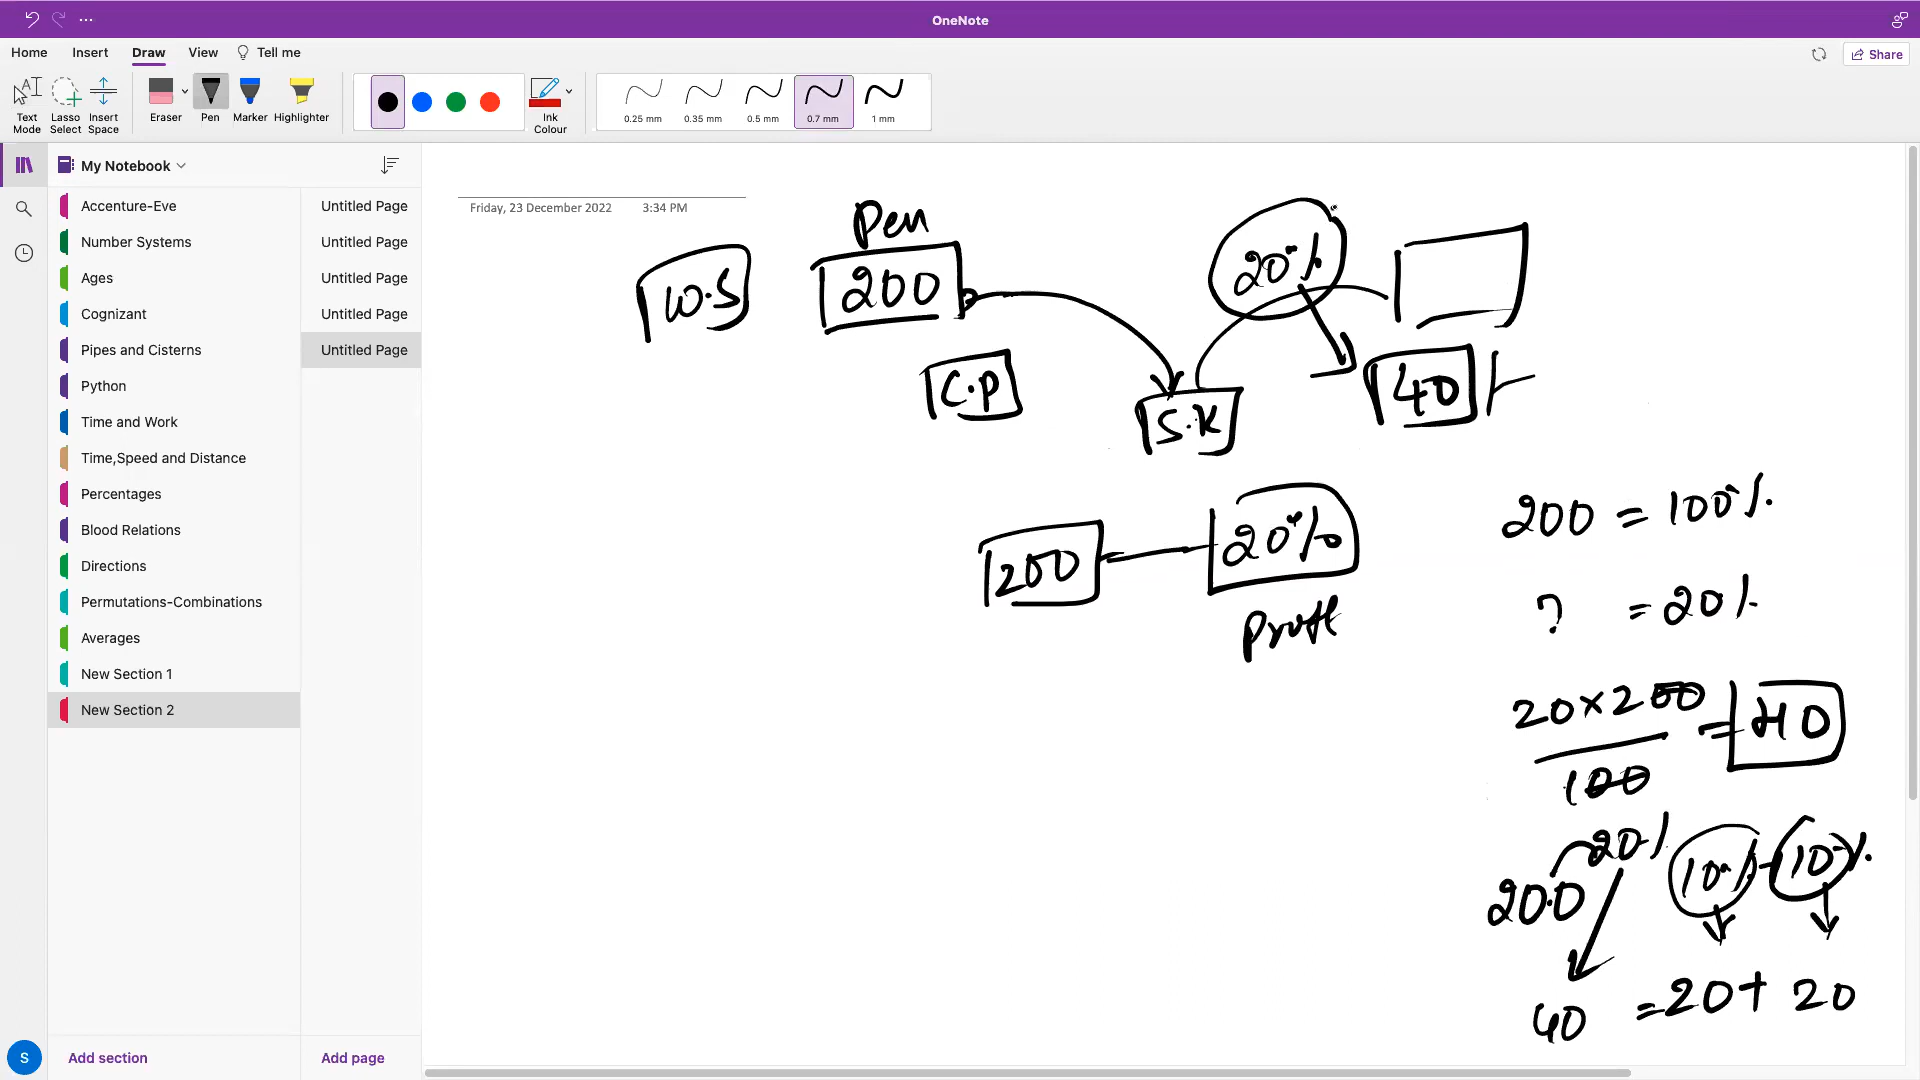 OneNote
Home Insert Draw View Tell me
Share
Text Mode
Lasso Select
Insert Space
Eraser
Pen
Marker
Highlighter
Ink Colour
0.25 mm
0.35 mm
0.5 mm
0.7 mm
1 mm
My Notebook
Accenture-Eve
Number Systems
Ages
Cognizant
Pipes and Cisterns
Python
Time and Work
Time,Speed and Distance
Percentages
Blood Relations
Directions
Permutations-Combinations
Averages
New Section 1
New Section 2
Untitled Page
Untitled Page
Untitled Page
Untitled Page
Untitled Page
S
Add section
Add page
Friday, 23 December 2022 3:34 PM
Pen
W.S
200
20%
C.P
S.K
40
200
20%
Profit
200 = 100%
? = 20%
20 × 200
100
= 40
20%
20.0
10% - 10%
40 = 20 + 20